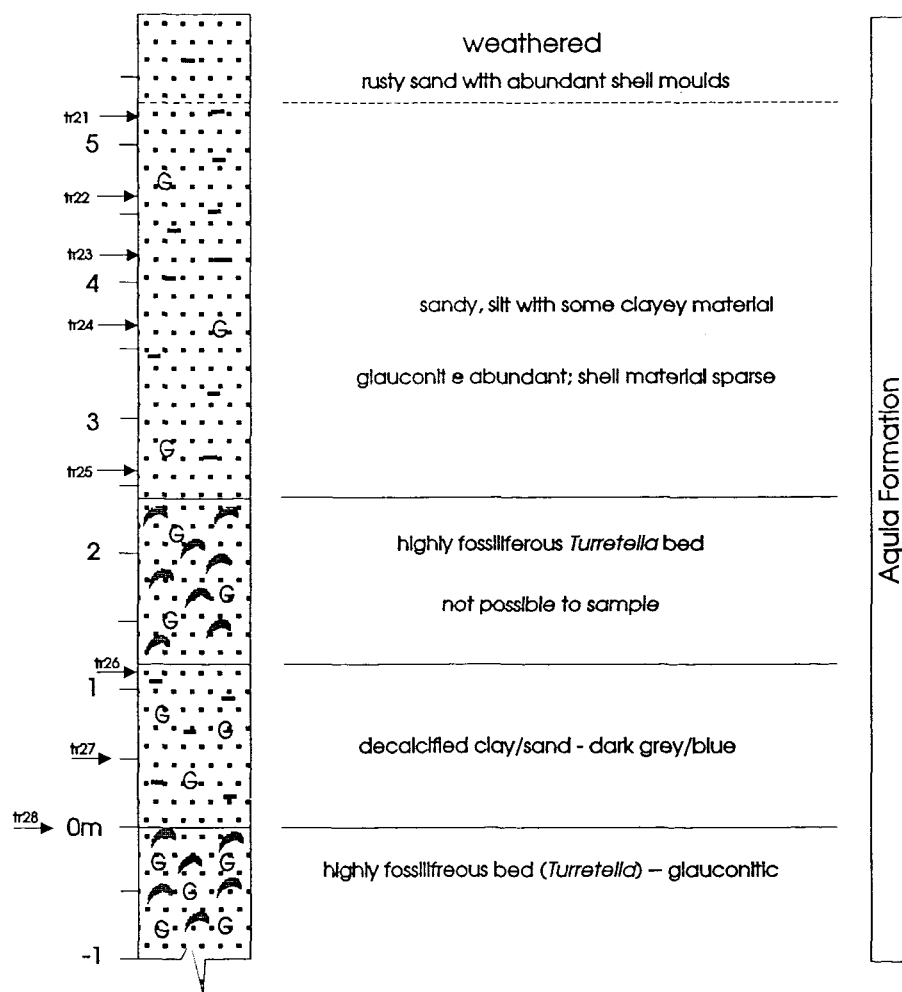 weathered
rusty sand with abundant shell moulds
tr21
5
G
tr22
tr23
4
sandy, silt with some clayey material
tr24
G
glauconit e abundant; shell material sparse
3
G
tr25
Aquia Formation
G
2
highly fossiliferous Turretella bed
G
not possible to sample
G
tr26
1
G
G
decalcified clay/sand - dark grey/blue
tr27
G
tr28
0m
G G
highly fossilifreous bed (Turretella) – glauconitic
G
G G
-1